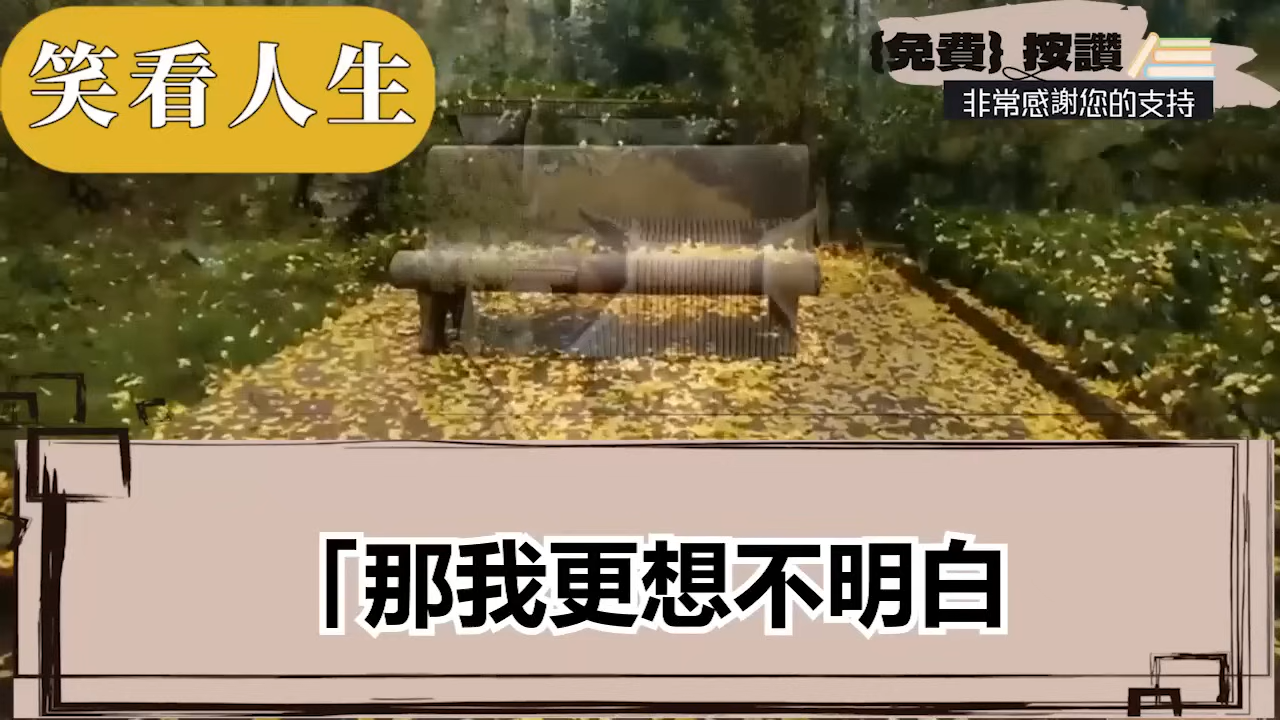 笑看人生
{免費} 按讚
非常感謝您的支持
「那我更想不明白